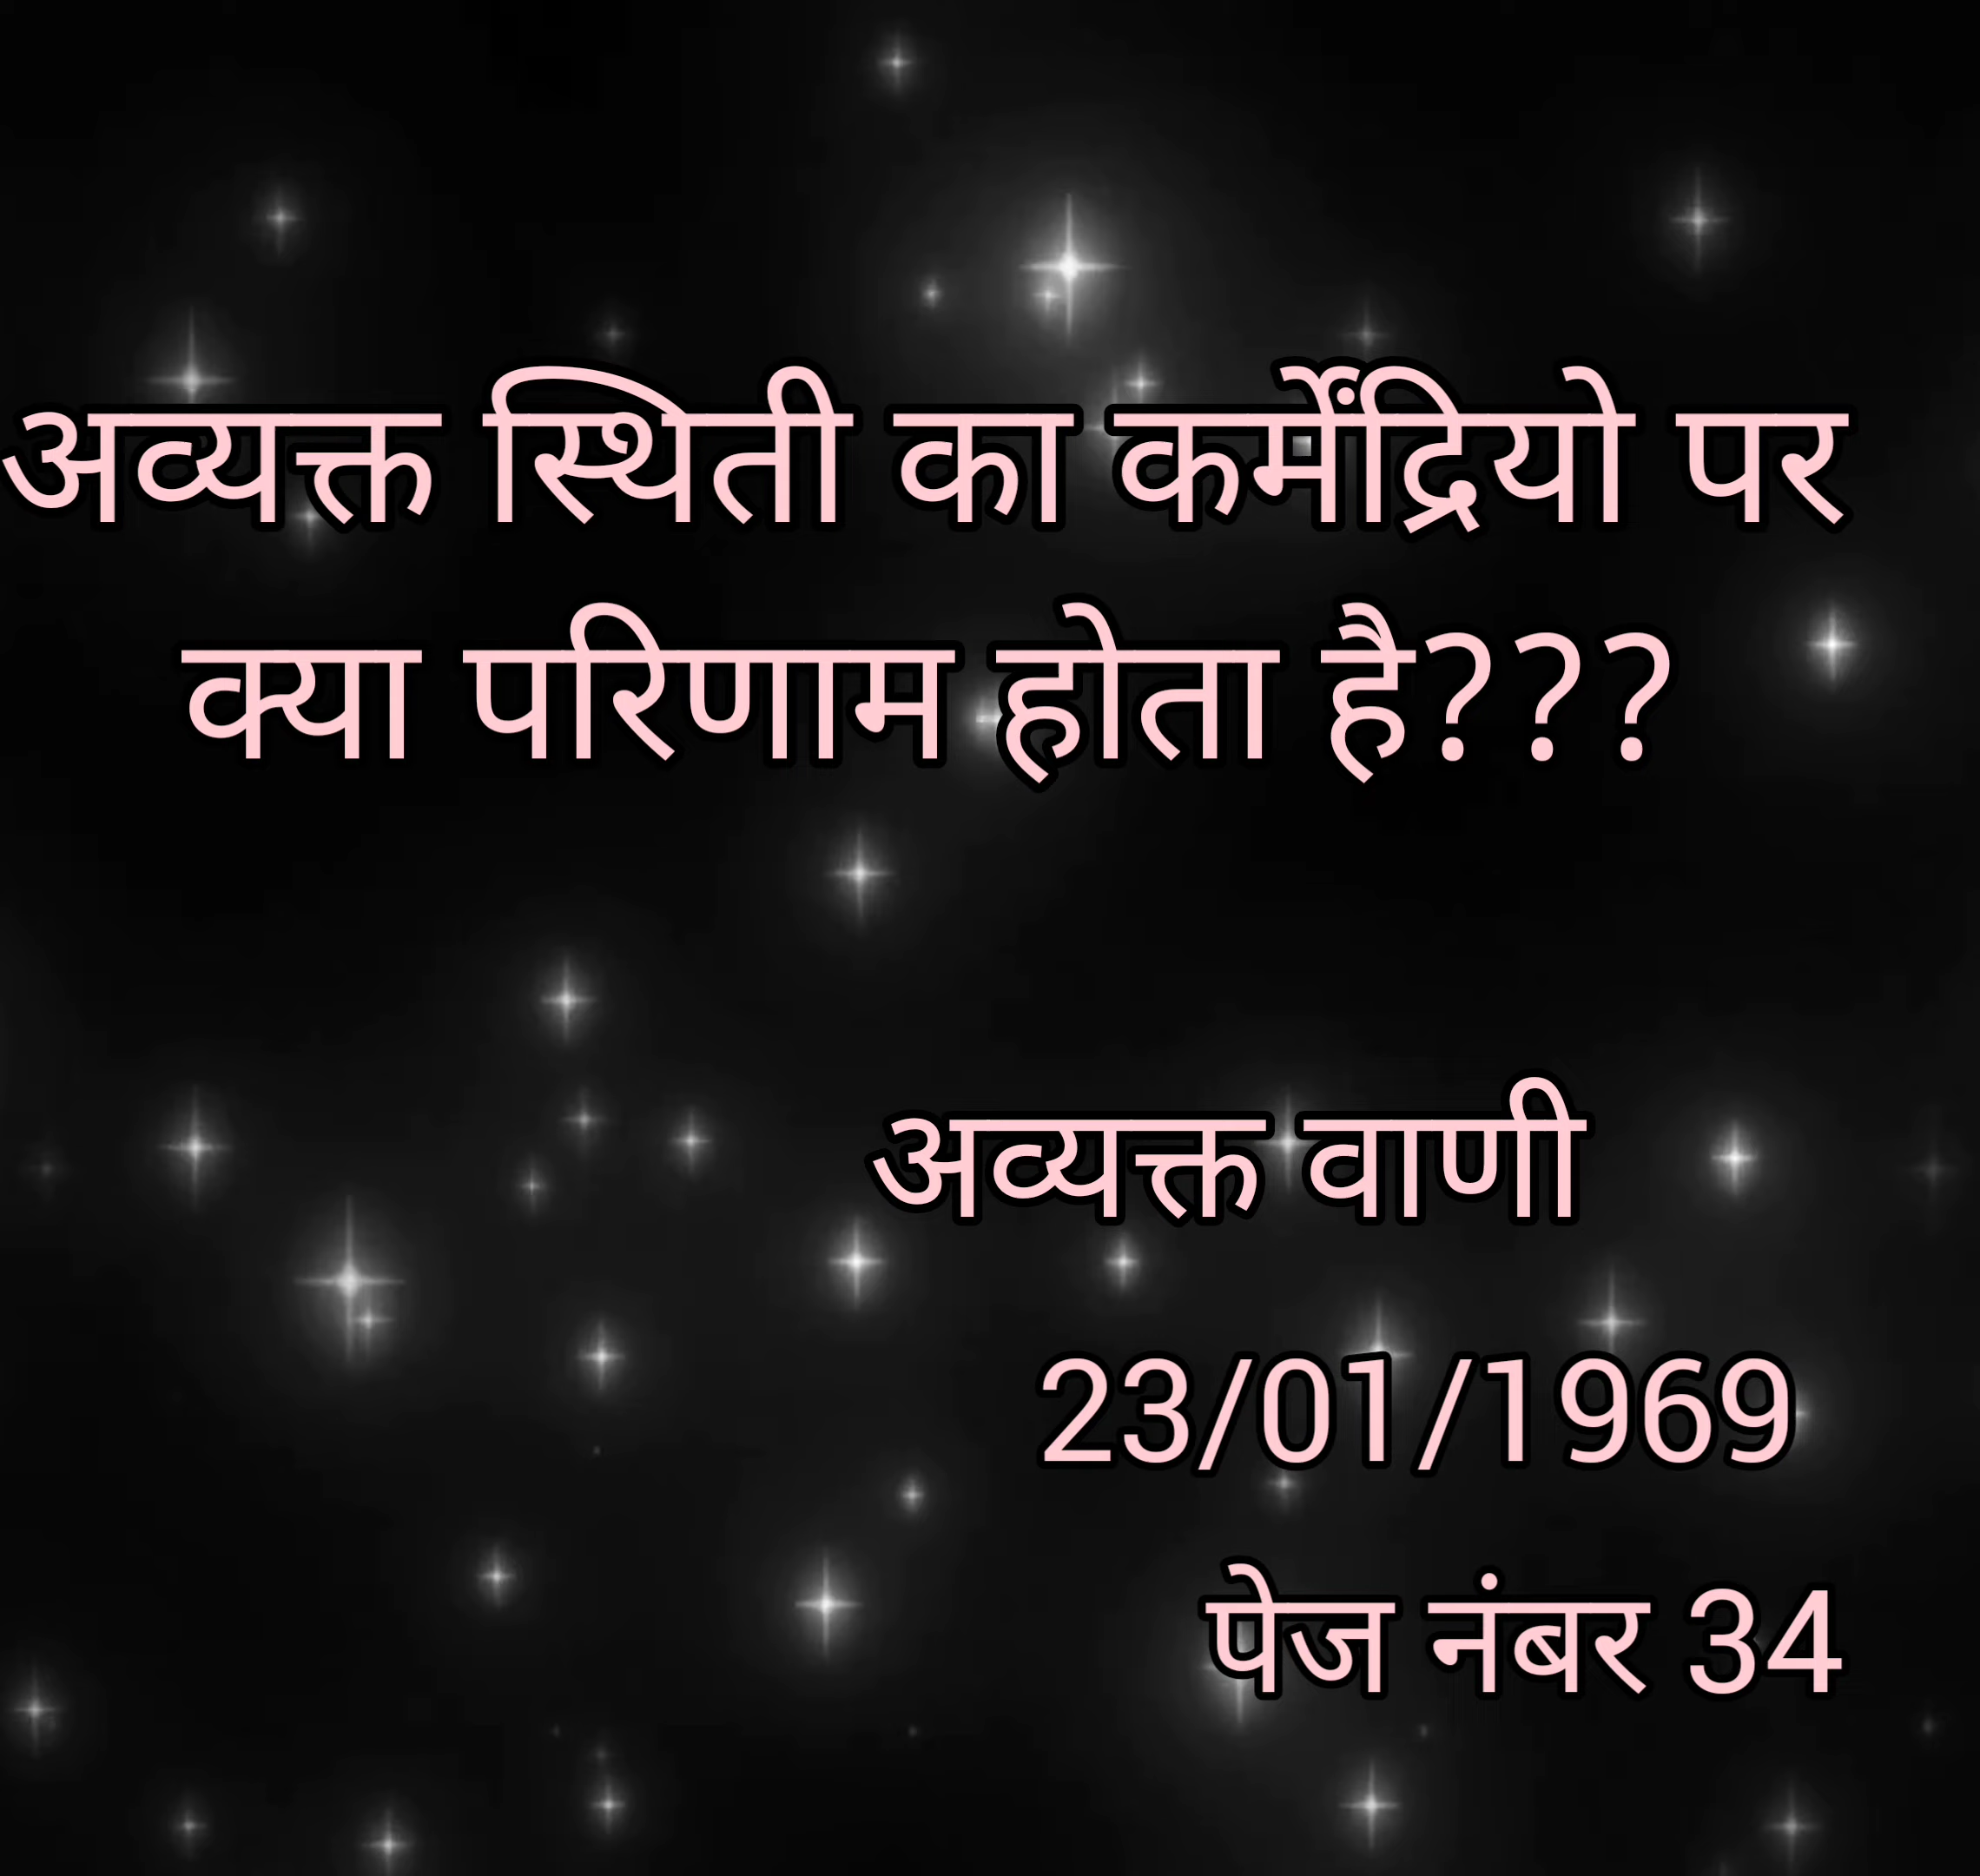 अव्यक्त स्थिती का कर्मेंद्रियो पर
क्या परिणाम होता है???
अव्यक्त वाणी
23/01/1969
पेज नंबर 34